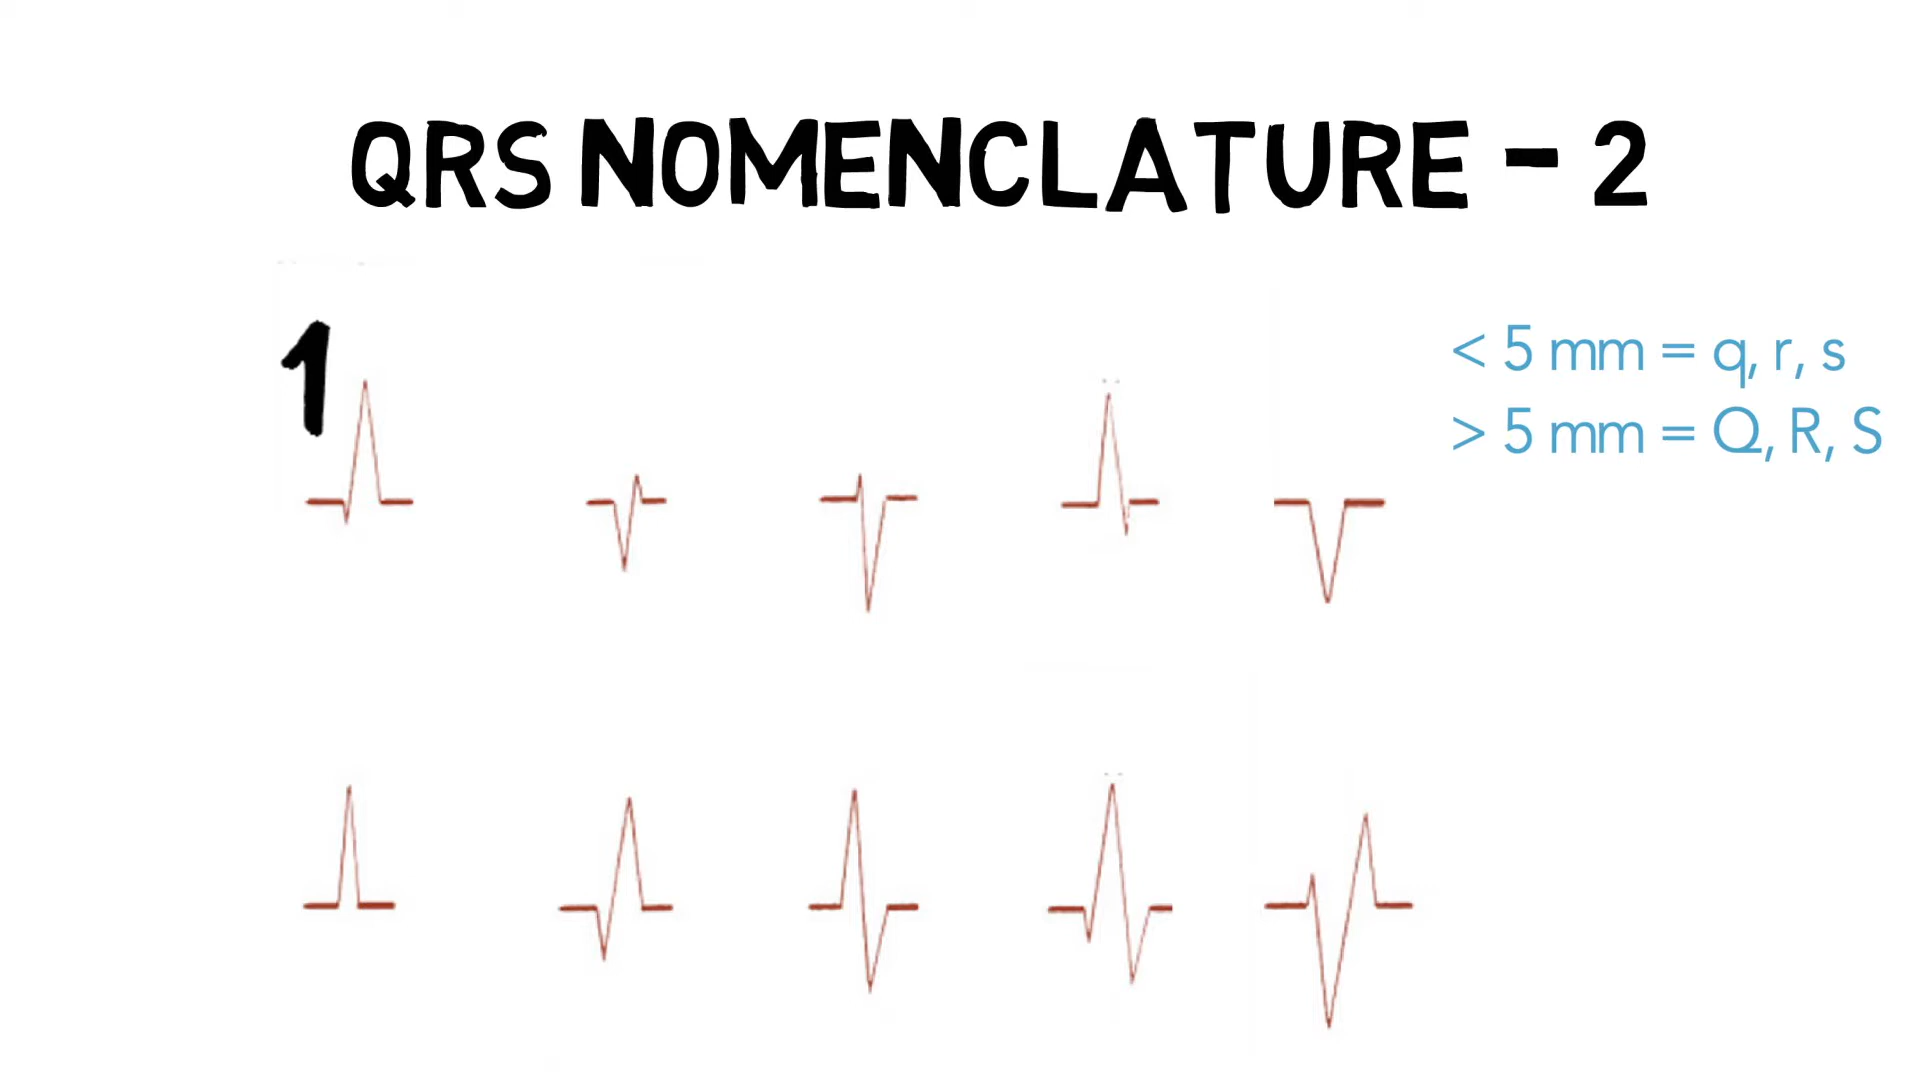 QRS NOMENCLATURE - 2
1
< 5 mm = q, r, s
> 5 mm = Q, R, S